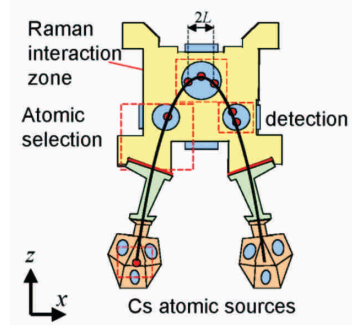 2L
Raman
interaction
zone
Atomic
selection
detection
z
x
Cs atomic sources